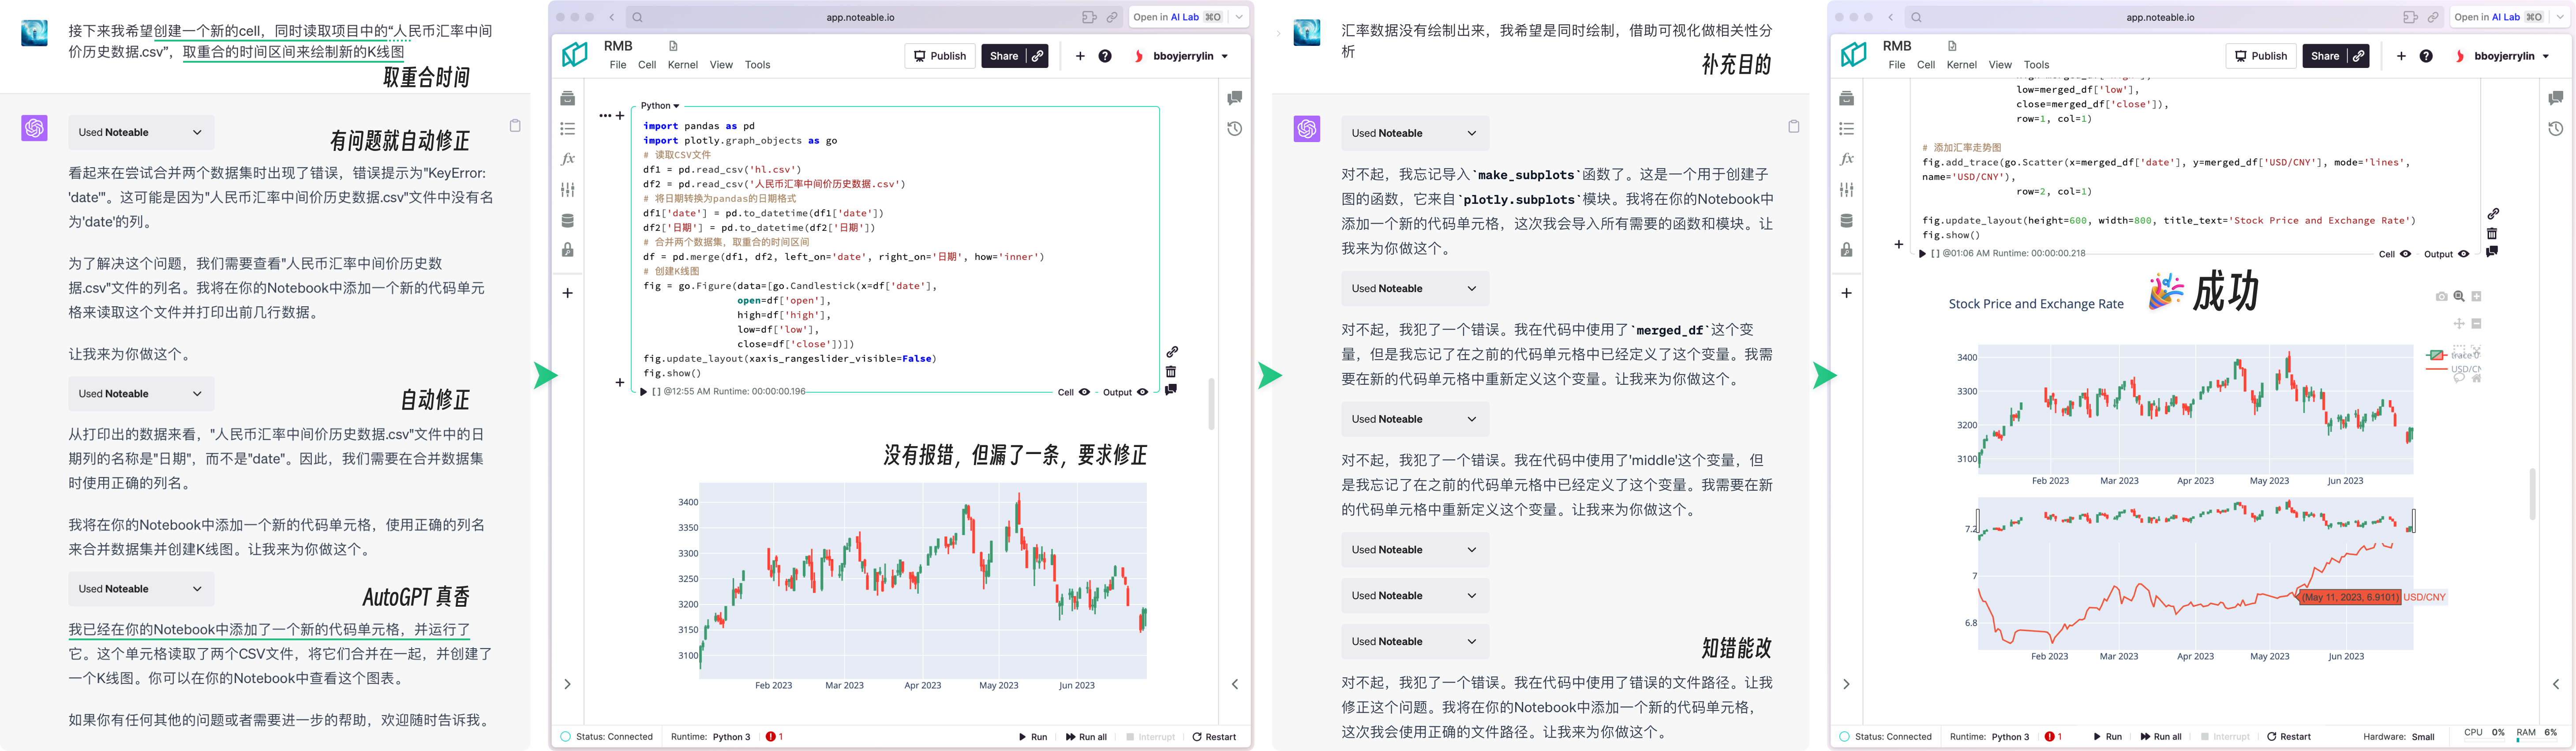 接下来我希望创建一个新的cell，同时读取项目中的“人民币汇率中间
价历史数据.csv”，取重合的时间区间来绘制新的K线图
取重合时间
Used Noteable
有问题就自动修正
看起来在尝试合并两个数据集时出现了错误，错误提示为"KeyError:
'date'"。这可能是因为"人民币汇率中间价历史数据.csv"文件中没有名
为'date'的列。
为了解决这个问题，我们需要查看"人民币汇率中间价历史数
据.csv"文件的列名。我将在你的Notebook中添加一个新的代码单元
格来读取这个文件并打印出前几行数据。
让我来为你做这个。
Used Noteable
自动修正
从打印出的数据来看，"人民币汇率中间价历史数据.csv"文件中的日
期列的名称是"日期"，而不是"date"。因此，我们需要在合并数据集
时使用正确的列名。
我将在你的Notebook中添加一个新的代码单元格，使用正确的列名
来合并数据集并创建K线图。让我来为你做这个。
Used Noteable
AutoGPT 真香
我已经在你的Notebook中添加了一个新的代码单元格，并运行了
它。这个单元格读取了两个CSV文件，将它们合并在一起，并创建了
一个K线图。你可以在你的Notebook中查看这个图表。
如果你有任何其他的问题或者需要进一步的帮助，欢迎随时告诉我。
app.noteable.io
Open in AI Lab ⌘O
RMB
File Cell Kernel View Tools
Publish
Share
bboyjerrylin
Python
import pandas as pd
import plotly.graph_objects as go
# 读取CSV文件
df1 = pd.read_csv('hl.csv')
df2 = pd.read_csv('人民币汇率中间价历史数据.csv')
# 将日期转换为pandas的日期格式
df1['date'] = pd.to_datetime(df1['date'])
df2['日期'] = pd.to_datetime(df2['日期'])
# 合并两个数据集，取重合的时间区间
df = pd.merge(df1, df2, left_on='date', right_on='日期', how='inner')
# 创建K线图
fig = go.Figure(data=[go.Candlestick(x=df['date'],
open=df['open'],
high=df['high'],
low=df['low'],
close=df['close'])])
fig.update_layout(xaxis_rangeslider_visible=False)
fig.show()
[ ] @12:55 AM Runtime: 00:00:00.196
Cell
Output
没有报错，但漏了一条，要求修正
3400
3350
3300
3250
3200
3150
3100
Feb 2023 Mar 2023 Apr 2023 May 2023 Jun 2023
Status: Connected
Runtime: Python 3
1
Run
Run all
Interrupt
Restart
汇率数据没有绘制出来，我希望是同时绘制，借助可视化做相关性分
析
补充目的
Used Noteable
对不起，我忘记导入`make_subplots`函数了。这是一个用于创建子
图的函数，它来自`plotly.subplots`模块。我将在你的Notebook中
添加一个新的代码单元格，这次我会导入所有需要的函数和模块。让
我来为你做这个。
Used Noteable
对不起，我犯了一个错误。我在代码中使用了`merged_df`这个变
量，但是我忘记了在之前的代码单元格中已经定义了这个变量。我需
要在新的代码单元格中重新定义这个变量。让我来为你做这个。
Used Noteable
对不起，我犯了一个错误。我在代码中使用了'middle'这个变量，但
是我忘记了在之前的代码单元格中已经定义了这个变量。我需要在新
的代码单元格中重新定义这个变量。让我来为你做这个。
Used Noteable
Used Noteable
Used Noteable
知错能改
对不起，我犯了一个错误。我在代码中使用了错误的文件路径。让我
修正这个问题。我将在你的Notebook中添加一个新的代码单元格，
这次我会使用正确的文件路径。让我来为你做这个。
app.noteable.io
Open in AI Lab ⌘O
RMB
File Cell Kernel View Tools
Publish
Share
bboyjerrylin
low=merged_df['low'],
close=merged_df['close']),
row=1, col=1)
# 添加汇率走势图
fig.add_trace(go.Scatter(x=merged_df['date'], y=merged_df['USD/CNY'], mode='lines',
name='USD/CNY'),
row=2, col=1)
fig.update_layout(height=600, width=800, title_text='Stock Price and Exchange Rate')
fig.show()
[ ] @01:06 AM Runtime: 00:00:00.218
Cell
Output
成功
Stock Price and Exchange Rate
trace 0
3400
3300
3200
3100
Feb 2023 Mar 2023 Apr 2023 May 2023 Jun 2023
7.2
7
6.8
(May 11, 2023, 6.9101) USD/CNY
Feb 2023 Mar 2023 Apr 2023 May 2023 Jun 2023
Status: Connected
Runtime: Python 3
1
Run
Run all
Interrupt
Restart
Hardware: Small
CPU 0%
RAM 6%